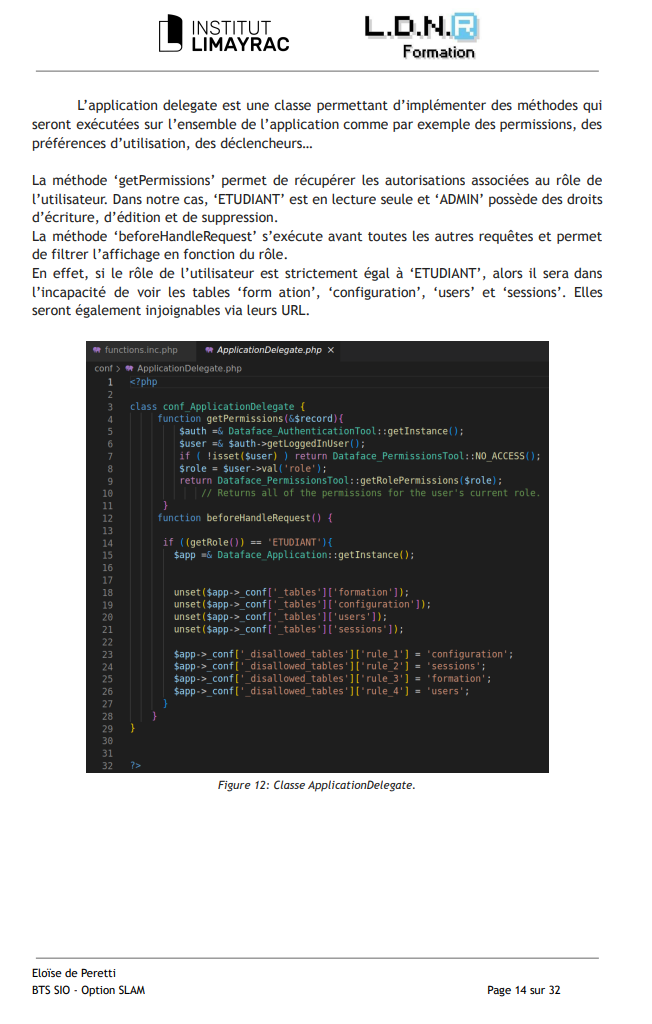 INSTITUT
LIMAYRAC
L.D.N.R
Formation
L’application delegate est une classe permettant d’implémenter des méthodes qui
seront exécutées sur l’ensemble de l’application comme par exemple des permissions, des
préférences d’utilisation, des déclencheurs…
La méthode ‘getPermissions’ permet de récupérer les autorisations associées au rôle de
l’utilisateur. Dans notre cas, ‘ETUDIANT’ est en lecture seule et ‘ADMIN’ possède des droits
d’écriture, d’édition et de suppression.
La méthode ‘beforeHandleRequest’ s’exécute avant toutes les autres requêtes et permet
de filtrer l’affichage en fonction du rôle.
En effet, si le rôle de l’utilisateur est strictement égal à ‘ETUDIANT’, alors il sera dans
l’incapacité de voir les tables ‘form ation’, ‘configuration’, ‘users’ et ‘sessions’. Elles
seront également injoignables via leurs URL.
functions.inc.php ApplicationDelegate.php ×
conf > ApplicationDelegate.php
1 <?php
2
3 class conf_ApplicationDelegate {
4 function getPermissions(&$record){
5 $auth =& Dataface_AuthenticationTool::getInstance();
6 $user =& $auth->getLoggedInUser();
7 if ( !isset($user) ) return Dataface_PermissionsTool::NO_ACCESS();
8 $role = $user->val('role');
9 return Dataface_PermissionsTool::getRolePermissions($role);
10 // Returns all of the permissions for the user's current role.
11 }
12 function beforeHandleRequest() {
13
14 if ((getRole()) == 'ETUDIANT'){
15 $app =& Dataface_Application::getInstance();
16
17
18 unset($app->_conf['_tables']['formation']);
19 unset($app->_conf['_tables']['configuration']);
20 unset($app->_conf['_tables']['users']);
21 unset($app->_conf['_tables']['sessions']);
22
23 $app->_conf['_disallowed_tables']['rule_1'] = 'configuration';
24 $app->_conf['_disallowed_tables']['rule_2'] = 'sessions';
25 $app->_conf['_disallowed_tables']['rule_3'] = 'formation';
26 $app->_conf['_disallowed_tables']['rule_4'] = 'users';
27 }
28 }
29 }
30
31
32 ?>
Figure 12: Classe ApplicationDelegate.
Eloïse de Peretti
BTS SIO - Option SLAM Page 14 sur 32